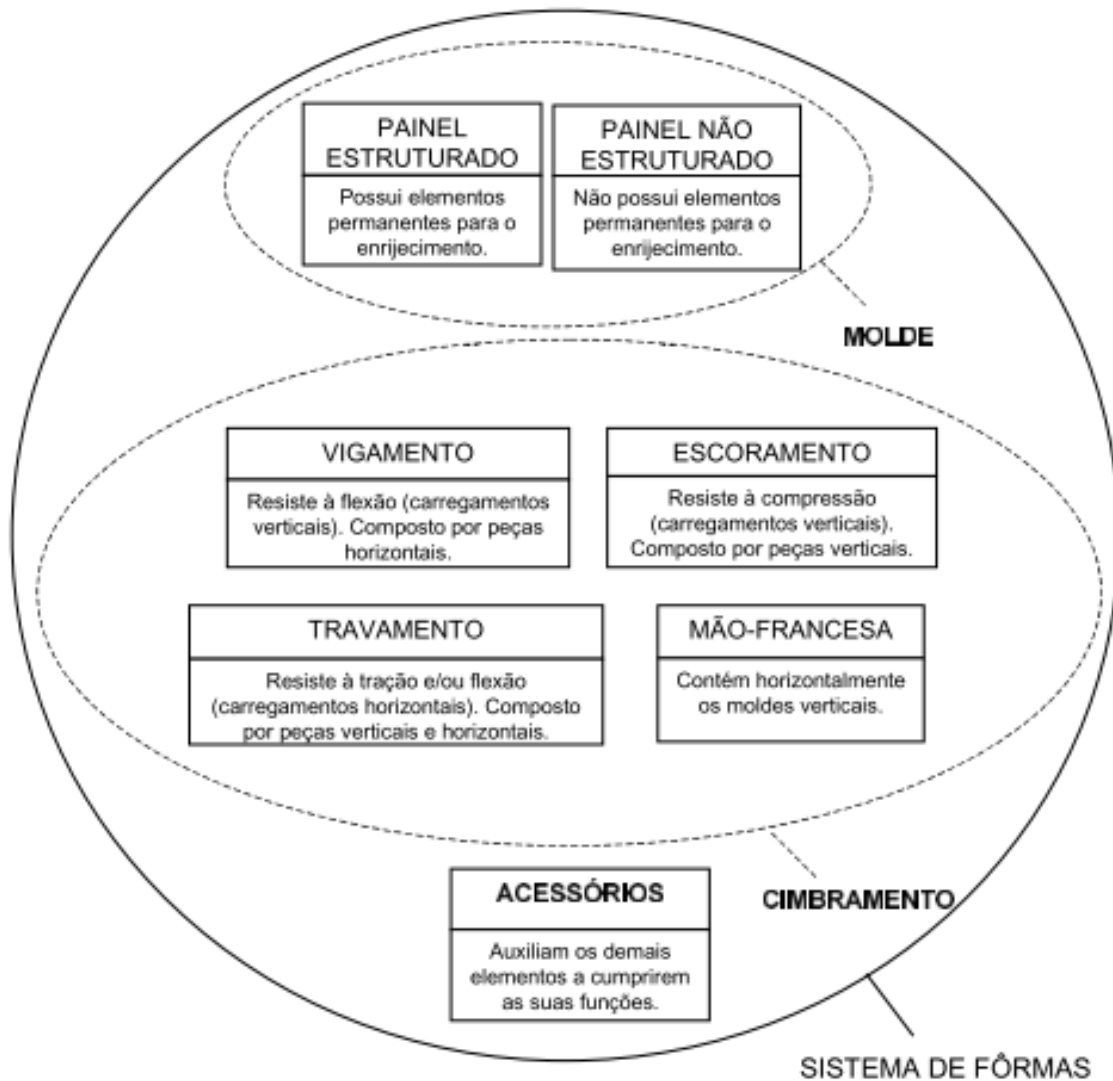 PAINEL
ESTRUTURADO
Possui elementos
permanentes para o
enrijecimento.
PAINEL NÃO
ESTRUTURADO
Não possui elementos
permanentes para o
enrijecimento.
MOLDE
VIGAMENTO
Resiste à flexão (carregamentos
verticais). Composto por peças
horizontais.
ESCORAMENTO
Resiste à compressão
(carregamentos verticais).
Composto por peças verticais.
TRAVAMENTO
Resiste à tração e/ou flexão
(carregamentos horizontais). Composto
por peças verticais e horizontais.
MÃO-FRANCESA
Contém horizontalmente
os moldes verticais.
CIMBRAMENTO
ACESSÓRIOS
Auxiliam os demais
elementos a cumprirem
as suas funções.
SISTEMA DE FÔRMAS